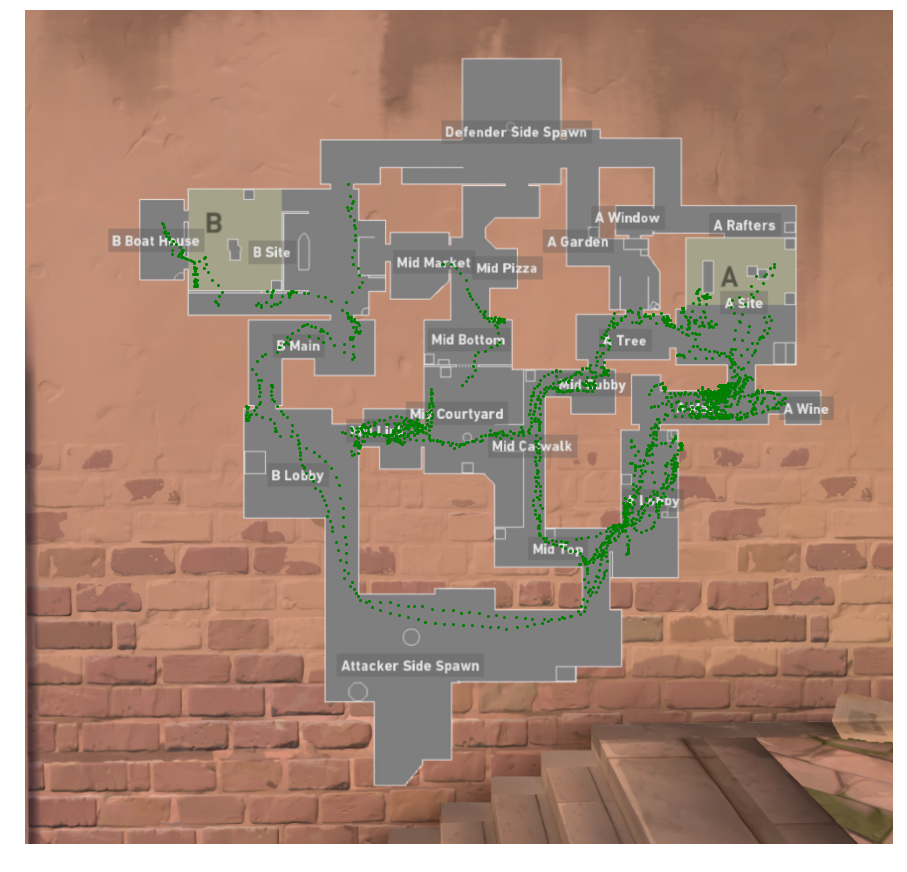 Defender Side Spawn
A Window
A Rafters
B
B Boat House
B Site
A Garden
Mid Market
Mid Pizza
A
A Site
Mid Bottom
A Tree
B Main
Mid Cubby
Mid Courtyard
A Wine
Mid Catwalk
B Lobby
A Lobby
Mid Top
Attacker Side Spawn